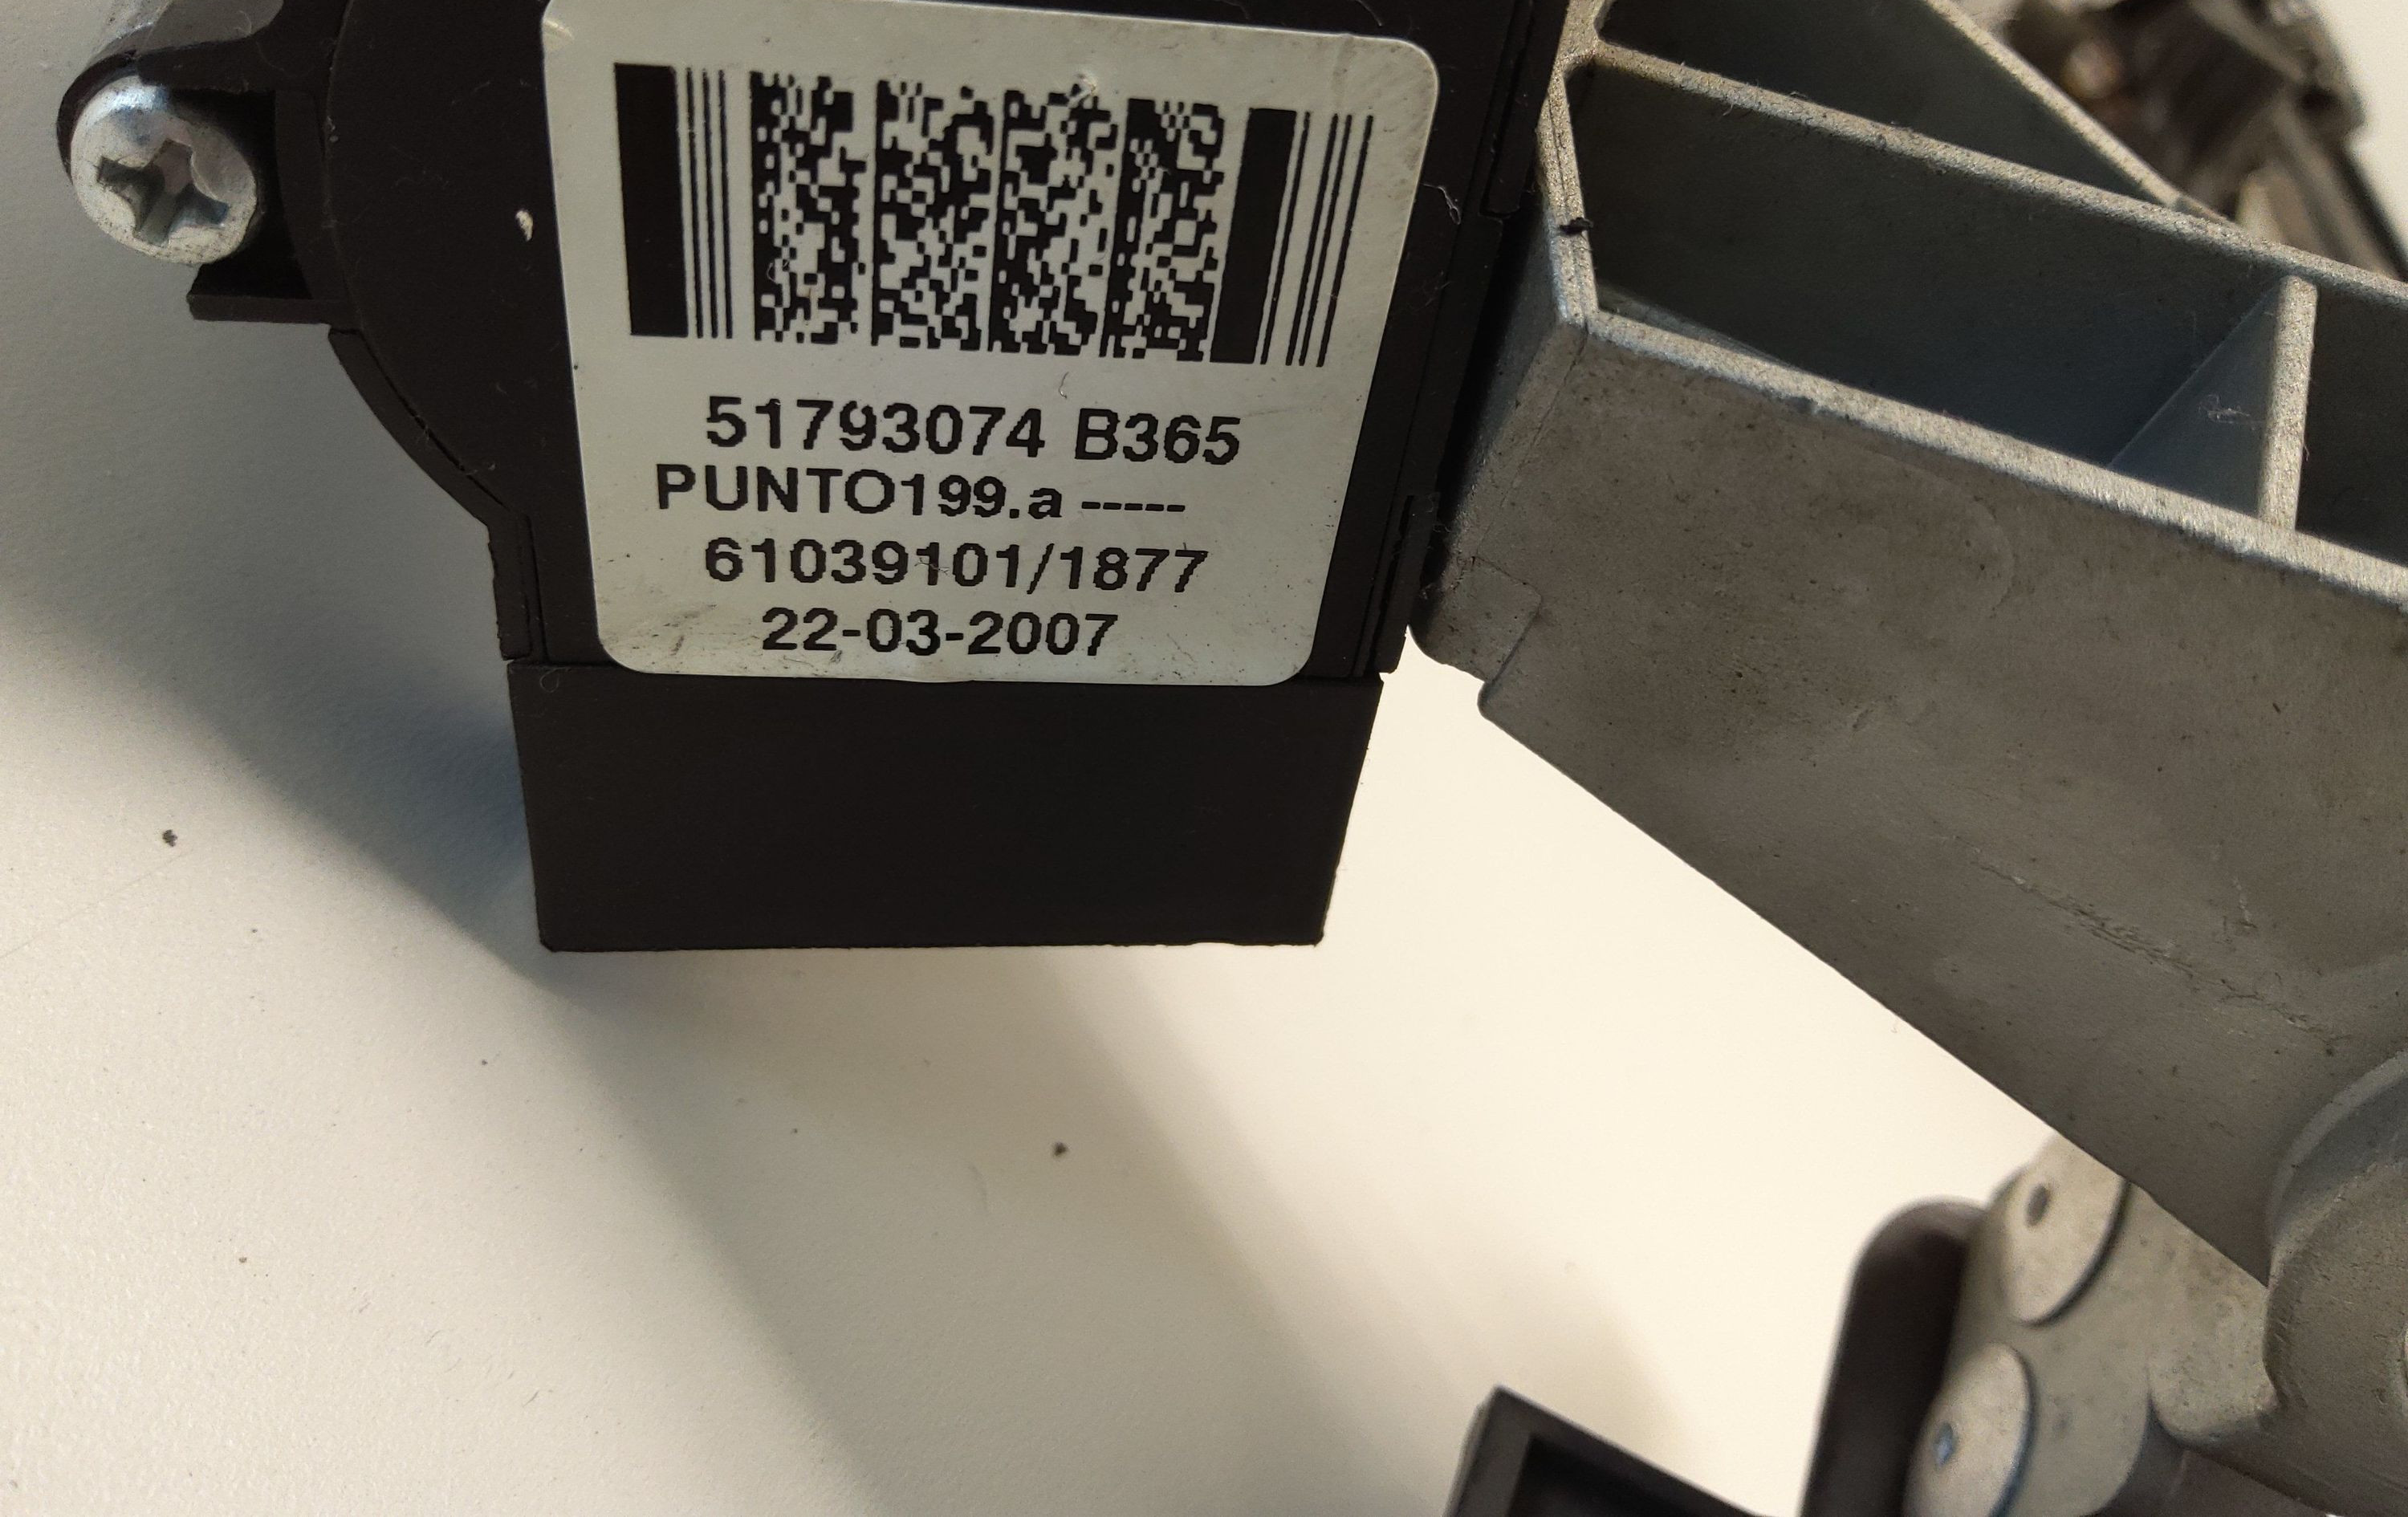 51793074 B365
PUNTO199.a -----
61039101/1877
22-03-2007